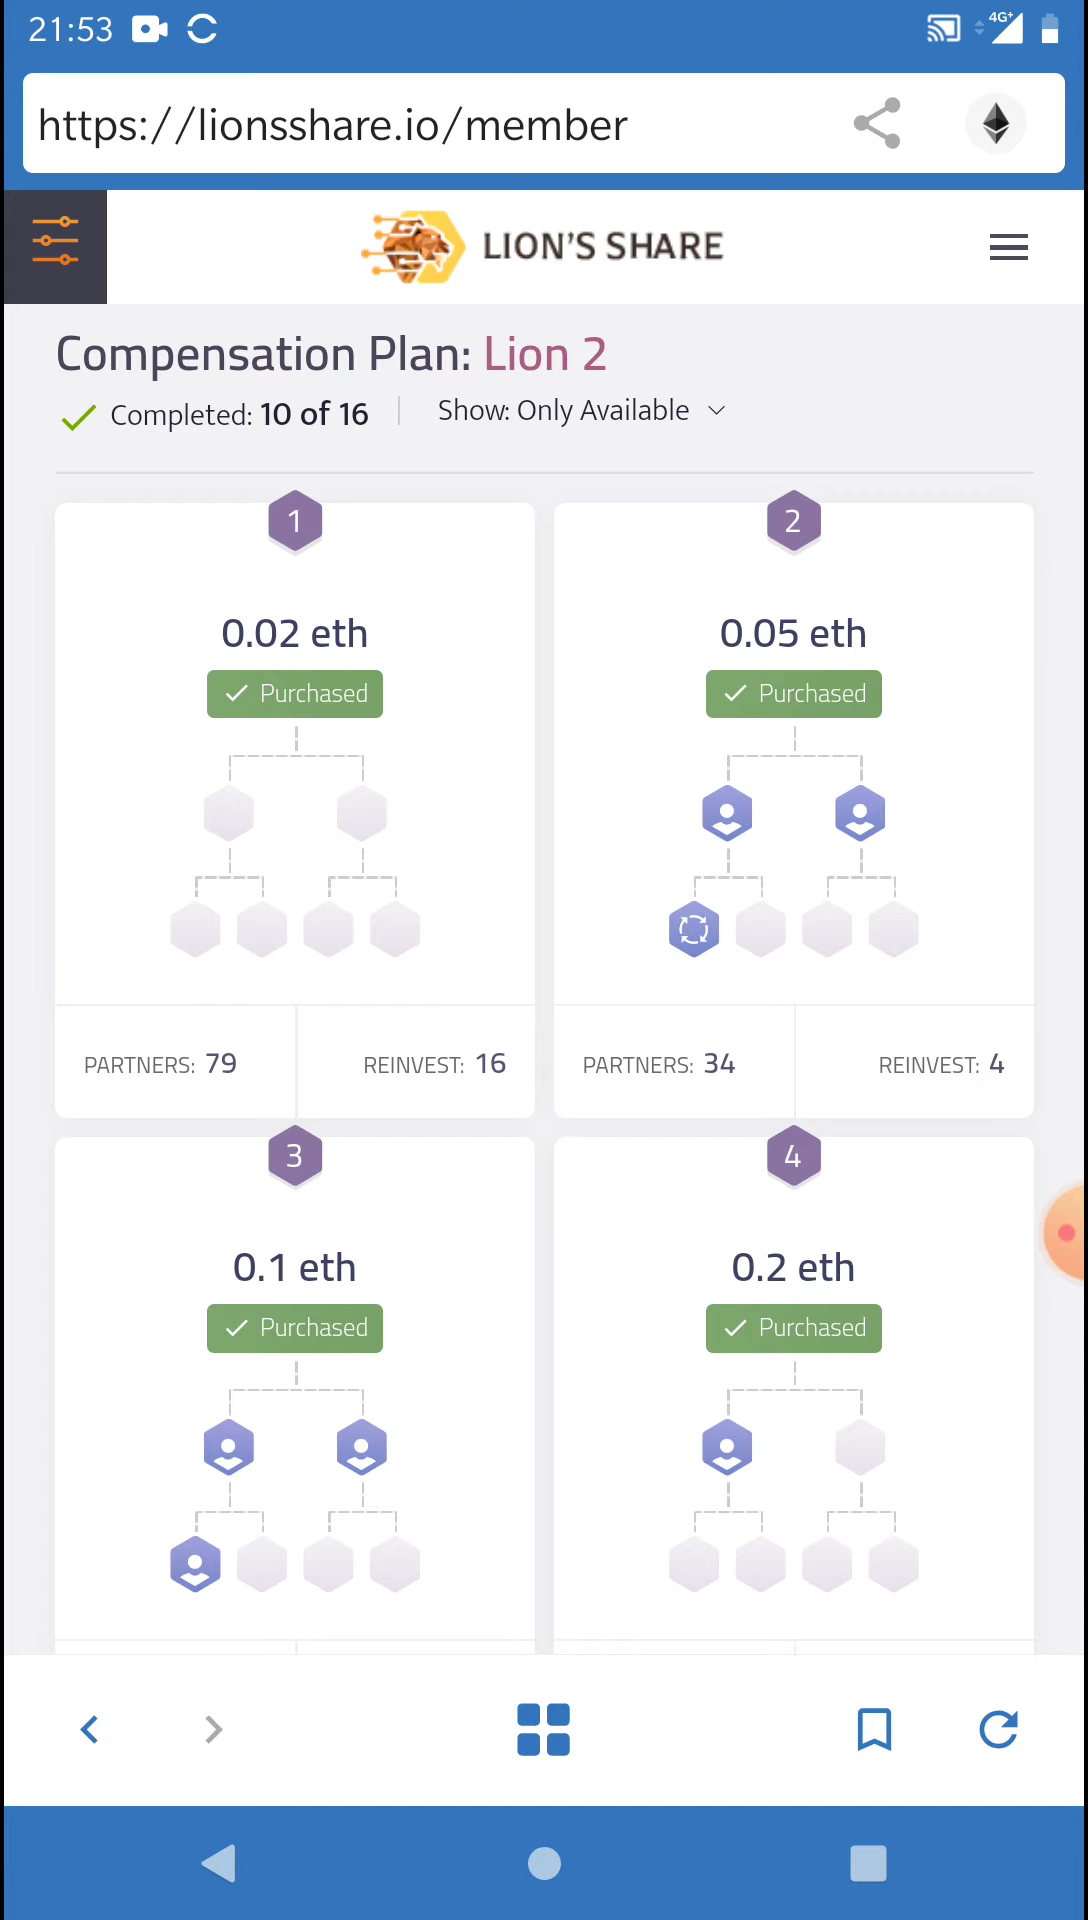 21:53
4G+
https://lionsshare.io/member
LION'S SHARE
Compensation Plan: Lion 2
Completed: 10 of 16
Show: Only Available
1
2
0.02 eth
0.05 eth
Purchased
Purchased
PARTNERS: 79
REINVEST: 16
PARTNERS: 34
REINVEST: 4
3
4
0.1 eth
0.2 eth
Purchased
Purchased